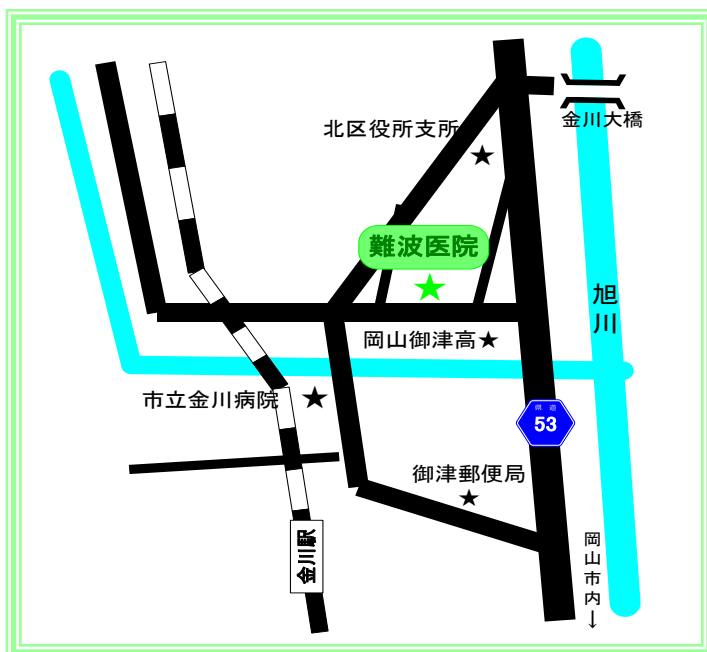 北区役所支所
金川大橋
難波医院
旭川
岡山御津高
市立金川病院
県道
53
御津郵便局
金川駅
岡山市内↓